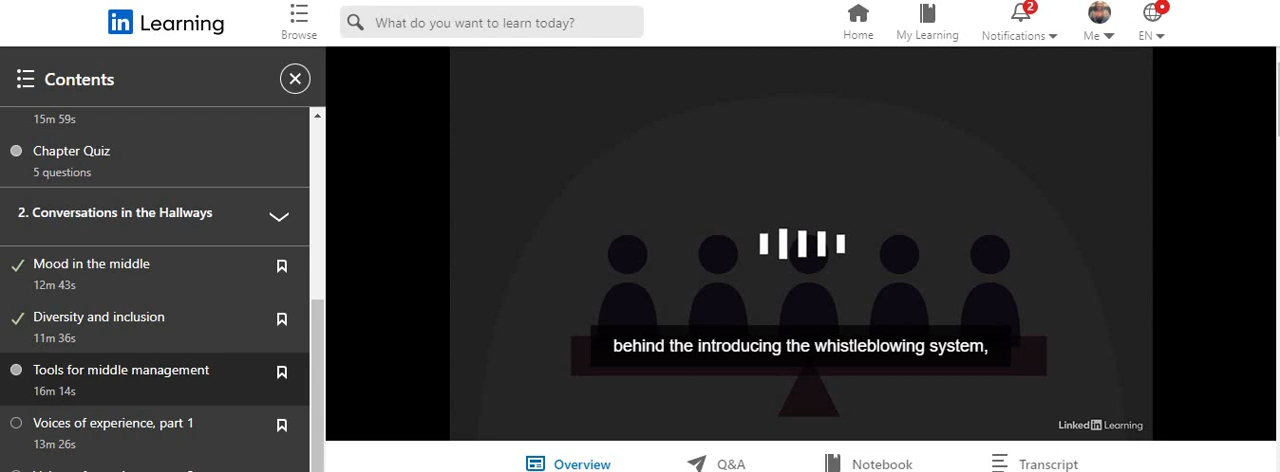 in Learning
Browse
What do you want to learn today?
Home
My Learning
2
Notifications
Me
EN
Contents
15m 59s
Chapter Quiz
5 questions
2. Conversations in the Hallways
Mood in the middle
12m 43s
Diversity and inclusion
11m 36s
Tools for middle management
16m 14s
Voices of experience, part 1
13m 26s
behind the introducing the whistleblowing system,
Linked in Learning
Overview
Q&A
Notebook
Transcript